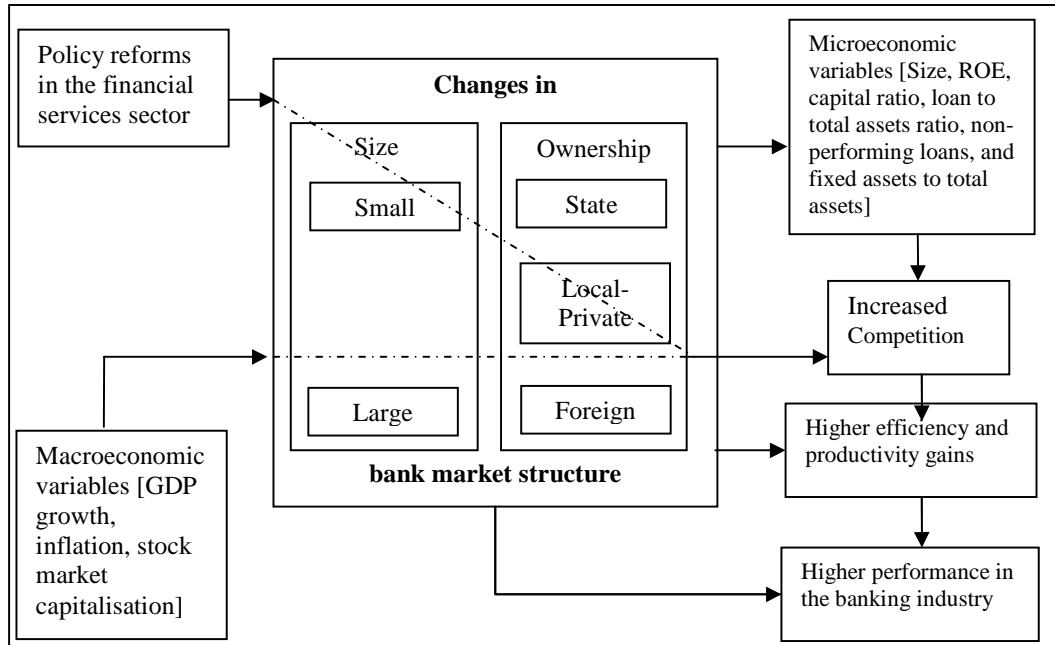 Policy reforms
in the financial
services sector
Macroeconomic
variables [GDP
growth,
inflation, stock
market
capitalisation]
Changes in
Size
Small
Large
Ownership
State
Local-
Private
Foreign
bank market structure
Microeconomic
variables [Size, ROE,
capital ratio, loan to
total assets ratio, non-
performing loans, and
fixed assets to total
assets]
Increased
Competition
Higher efficiency and
productivity gains
Higher performance in
the banking industry